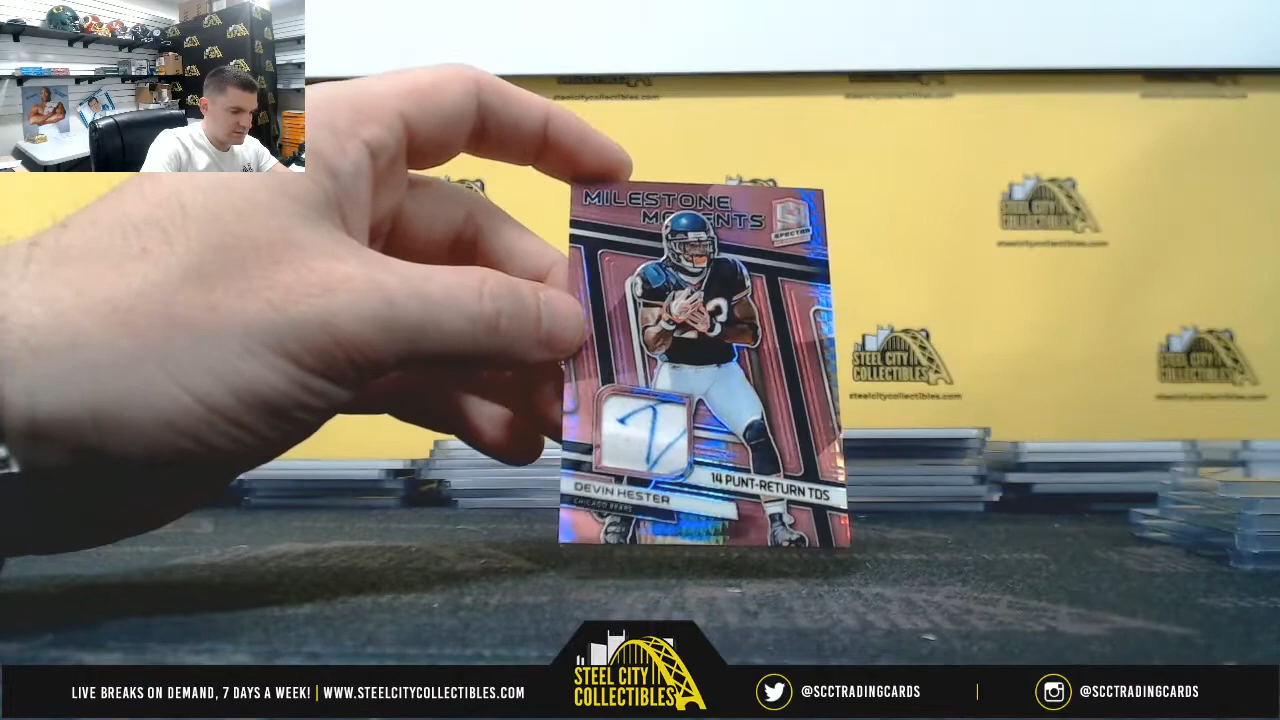 MILESTONE
MOMENTS
SPECTRA
14 PUNT-RETURN TDS
DEVIN HESTER
CHICAGO BEARS
steelcitycollectibles.com
STEEL CITY
COLLECTIBLES
steelcitycollectibles.com
STEEL CITY
COLLECTIBLES
steelcitycollectibles.com
STEEL CITY
COLLECTIBLES
steelcitycollectibles.com
LIVE BREAKS ON DEMAND, 7 DAYS A WEEK! | WWW.STEELCITYCOLLECTIBLES.COM
STEEL CITY
COLLECTIBLES
@SCCTRADINGCARDS | @SCCTRADINGCARDS